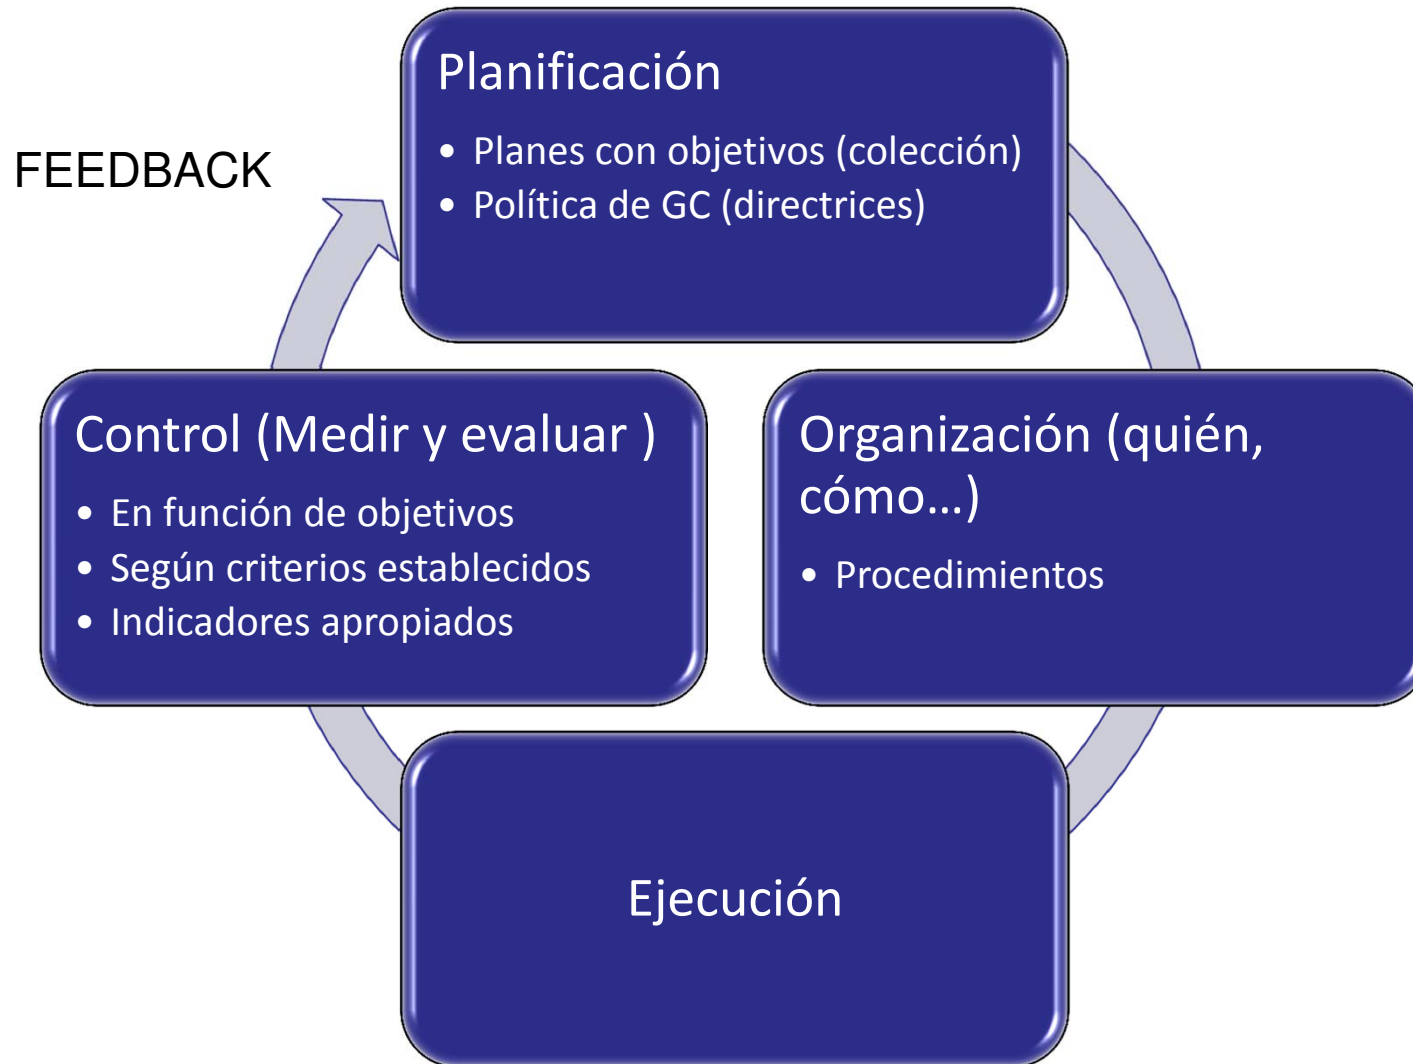 Planificación
• Planes con objetivos (colección)
• Política de GC (directrices)
FEEDBACK
Control (Medir y evaluar )
• En función de objetivos
• Según criterios establecidos
• Indicadores apropiados
Organización (quién,
cómo...)
• Procedimientos
Ejecución